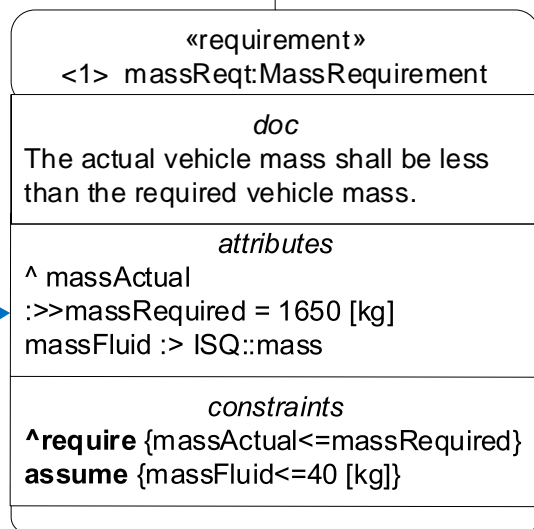 «requirement»
<1> massReqt:MassRequirement
doc
The actual vehicle mass shall be less
than the required vehicle mass.
attributes
^ massActual
:>>massRequired = 1650 [kg]
massFluid :> ISQ::mass
constraints
^require {massActual<=massRequired}
assume {massFluid<=40 [kg]}